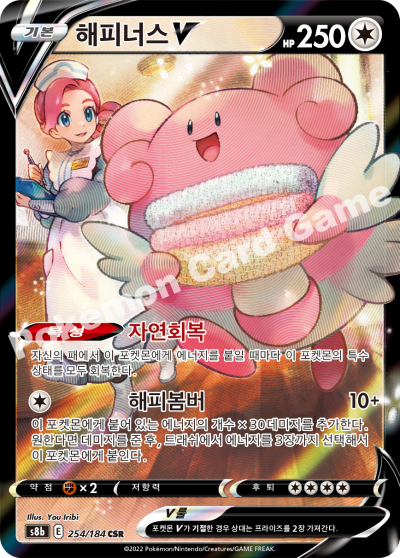 기본
해피너스 V
HP 250
Pokémon Card Game
특성 자연회복
자신의 패에서 이 포켓몬에게 에너지를 붙일 때마다 이 포켓몬의 특수
상태를 모두 회복한다.
해피봄버 10+
이 포켓몬에게 붙어 있는 에너지의 개수 × 30데미지를 추가한다.
원한다면 데미지를 준 후, 트래쉬에서 에너지를 3장까지 선택해서
이 포켓몬에게 붙인다.
약점 ×2 저항력 후퇴
Illus. You Iribi
s8b E 254/184 CSR
V룰
포켓몬 V가 기절한 경우 상대는 프라이즈를 2장 가져간다.
©2022 Pokémon/Nintendo/Creatures/GAME FREAK.